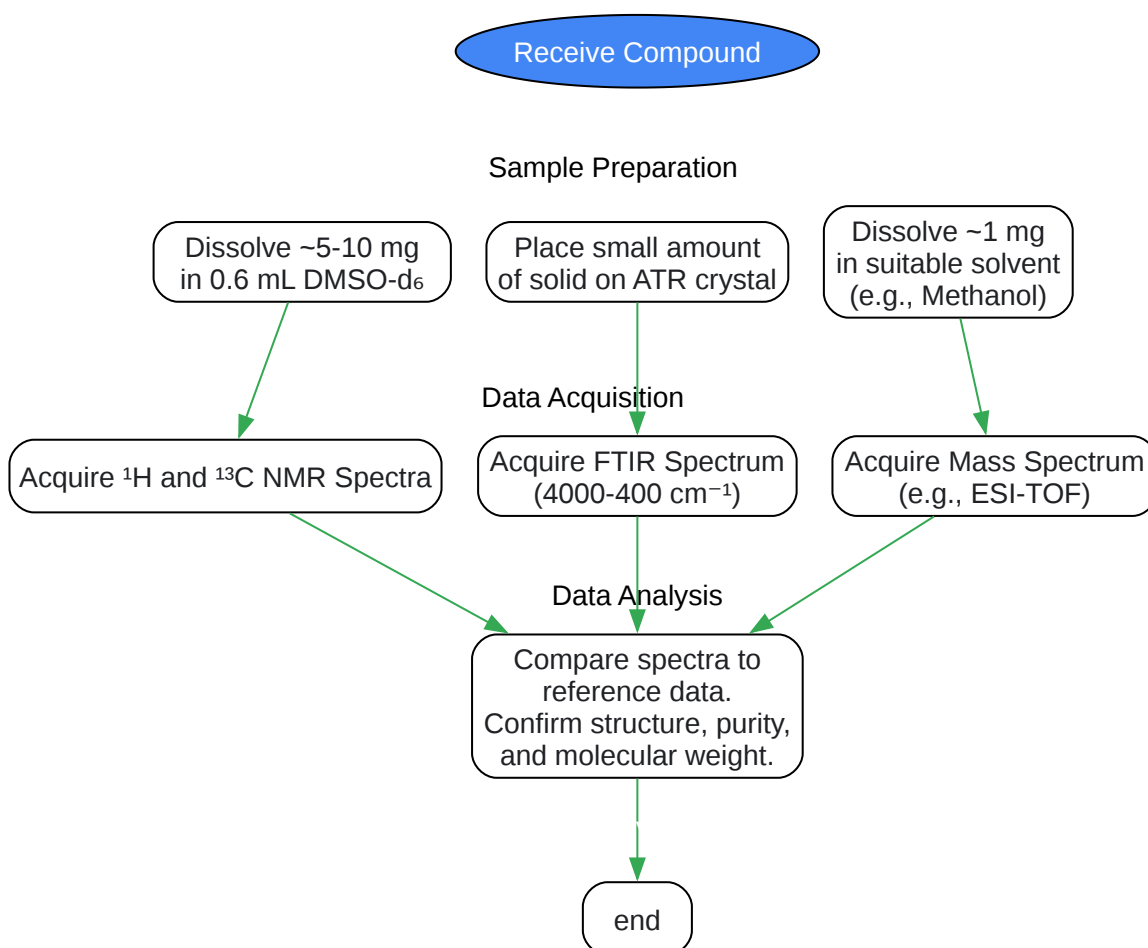 Receive Compound
Sample Preparation
Dissolve ~5-10 mg
in 0.6 mL DMSO-d₆
Place small amount
of solid on ATR crystal
Dissolve ~1 mg
in suitable solvent
(e.g., Methanol)
Data Acquisition
Acquire ¹H and ¹³C NMR Spectra
Acquire FTIR Spectrum
(4000-400 cm⁻¹)
Acquire Mass Spectrum
(e.g., ESI-TOF)
Data Analysis
Compare spectra to
reference data.
Confirm structure, purity,
and molecular weight.
end